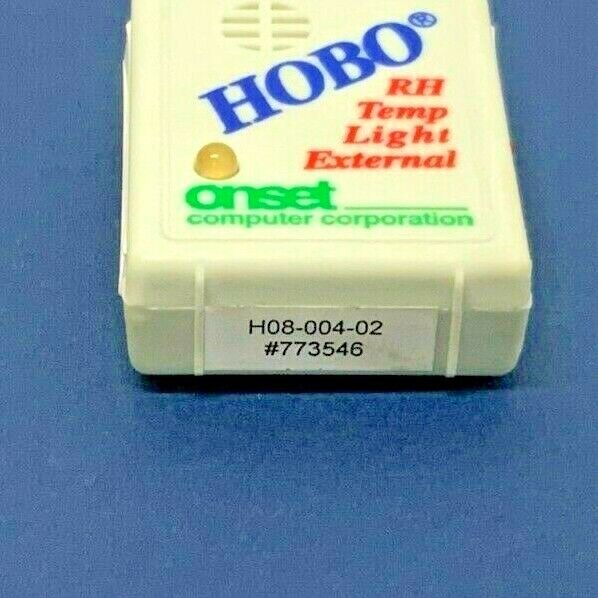 HOBO®
RH
Temp
Light
External
onset
computer corporation
H08-004-02
#773546